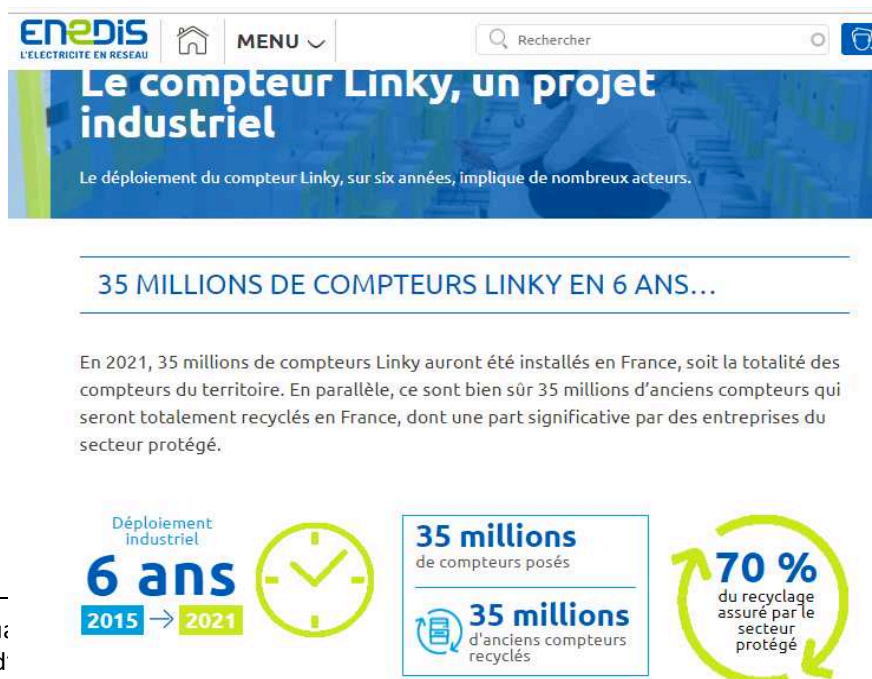 ENEDIS
L'ELECTRICITE EN RESEAU
MENU
Rechercher
Le compteur Linky, un projet
industriel
Le déploiement du compteur Linky, sur six années, implique de nombreux acteurs.
35 MILLIONS DE COMPTEURS LINKY EN 6 ANS…
En 2021, 35 millions de compteurs Linky auront été installés en France, soit la totalité des
compteurs du territoire. En parallèle, ce sont bien sûr 35 millions d'anciens compteurs qui
seront totalement recyclés en France, dont une part significative par des entreprises du
secteur protégé.
Déploiement
industriel
6 ans
2015 → 2021
35 millions
de compteurs posés
35 millions
d'anciens compteurs
recyclés
70 %
du recyclage
assuré par le
secteur
protégé